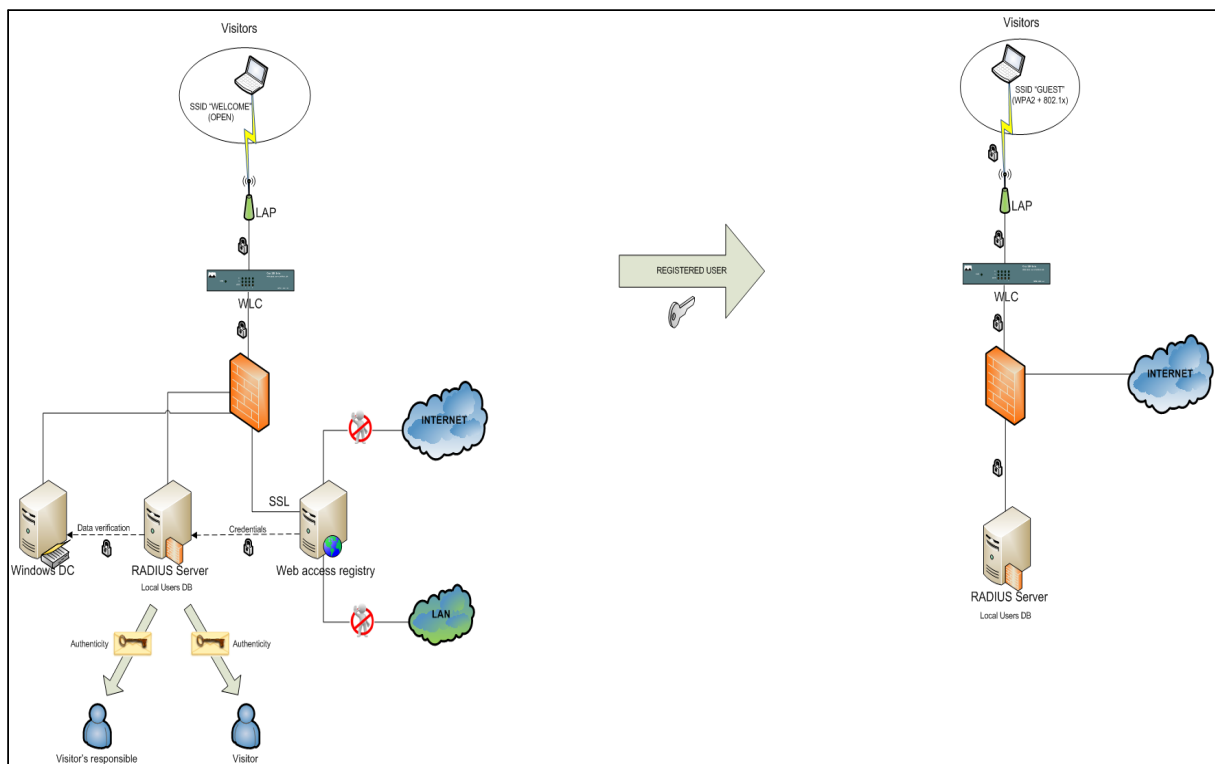 Visitors
SSID "WELCOME"
(OPEN)
LAP
WLC
INTERNET
SSL
Data verification
Credentials
Windows DC
RADIUS Server
Local Users DB
Web access registry
LAN
Authenticity
Authenticity
Visitor's responsible
Visitor
REGISTERED USER
Visitors
SSID "GUEST"
(WPA2 + 802.1x)
LAP
WLC
INTERNET
RADIUS Server
Local Users DB